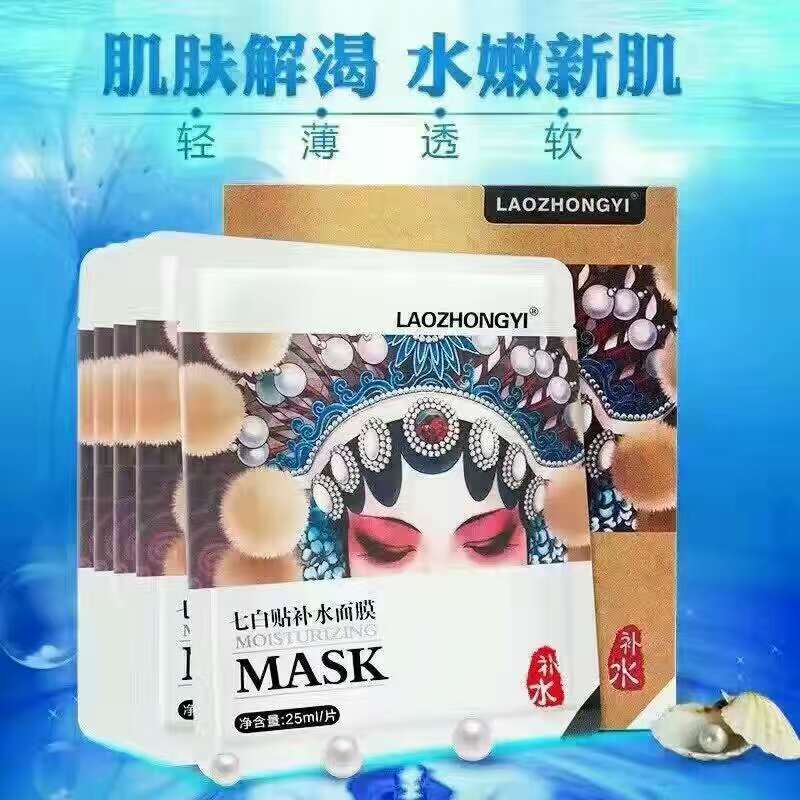 肌肤解渴 水嫩新肌
轻薄透软
LAOZHONGYI®
LAOZHONGYI®
七白贴补水面膜
MOISTURIZING
MASK
净含量:25ml/片
补水
补水